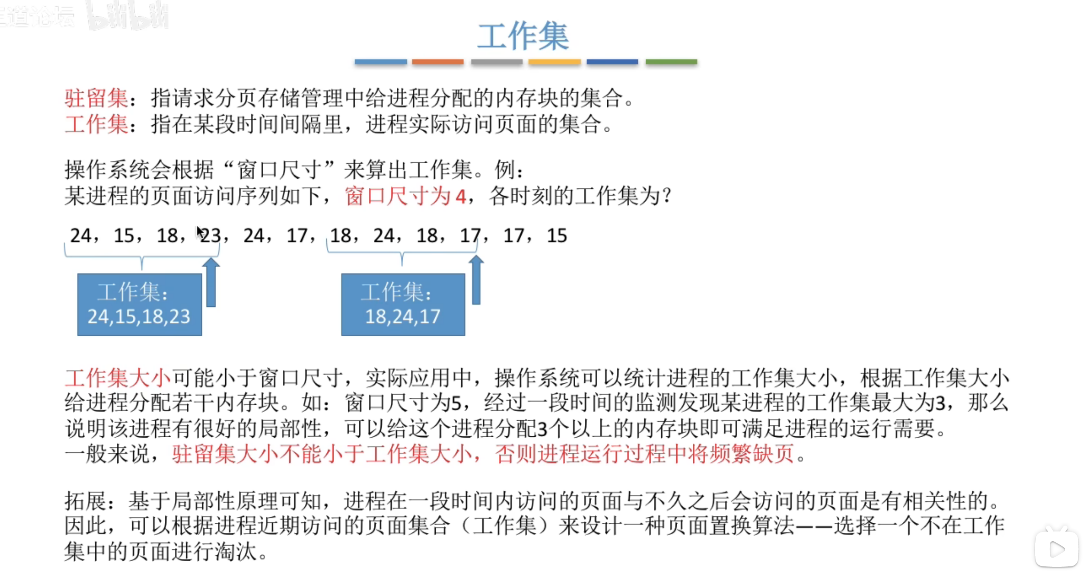 bilibili
工作集
驻留集：指请求分页存储管理中给进程分配的内存块的集合。
工作集：指在某段时间间隔里，进程实际访问页面的集合。
操作系统会根据“窗口尺寸”来算出工作集。例：
某进程的页面访问序列如下，窗口尺寸为 4，各时刻的工作集为？
24，15，18，23，24，17，18，24，18，17，17，15
工作集：
24,15,18,23
工作集：
18,24,17
工作集大小可能小于窗口尺寸，实际应用中，操作系统可以统计进程的工作集大小，根据工作集大小
给进程分配若干内存块。如：窗口尺寸为5，经过一段时间的监测发现某进程的工作集最大为3，那么
说明该进程有很好的局部性，可以给这个进程分配3个以上的内存块即可满足进程的运行需要。
一般来说，驻留集大小不能小于工作集大小，否则进程运行过程中将频繁缺页。
拓展：基于局部性原理可知，进程在一段时间内访问的页面与不久之后会访问的页面是有相关性的。
因此，可以根据进程近期访问的页面集合（工作集）来设计一种页面置换算法——选择一个不在工作
集中的页面进行淘汰。